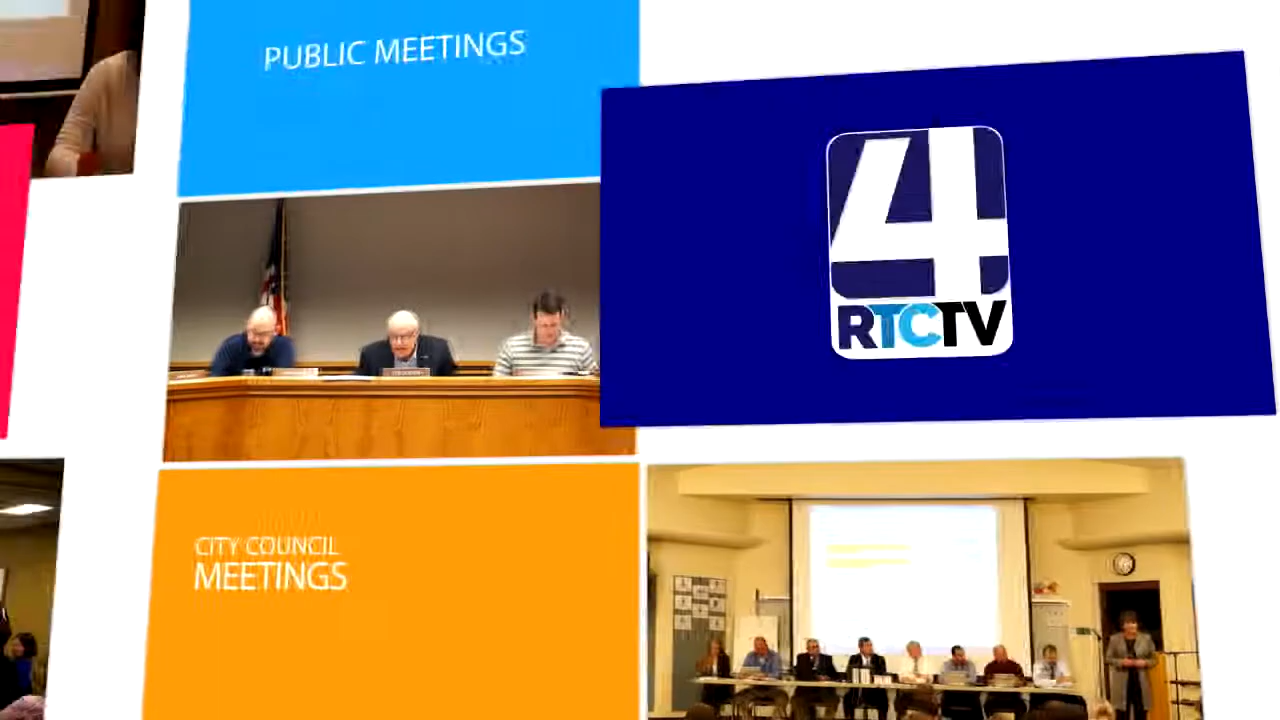 PUBLIC MEETINGS
4
RTCTV
CITY COUNCIL
MEETINGS